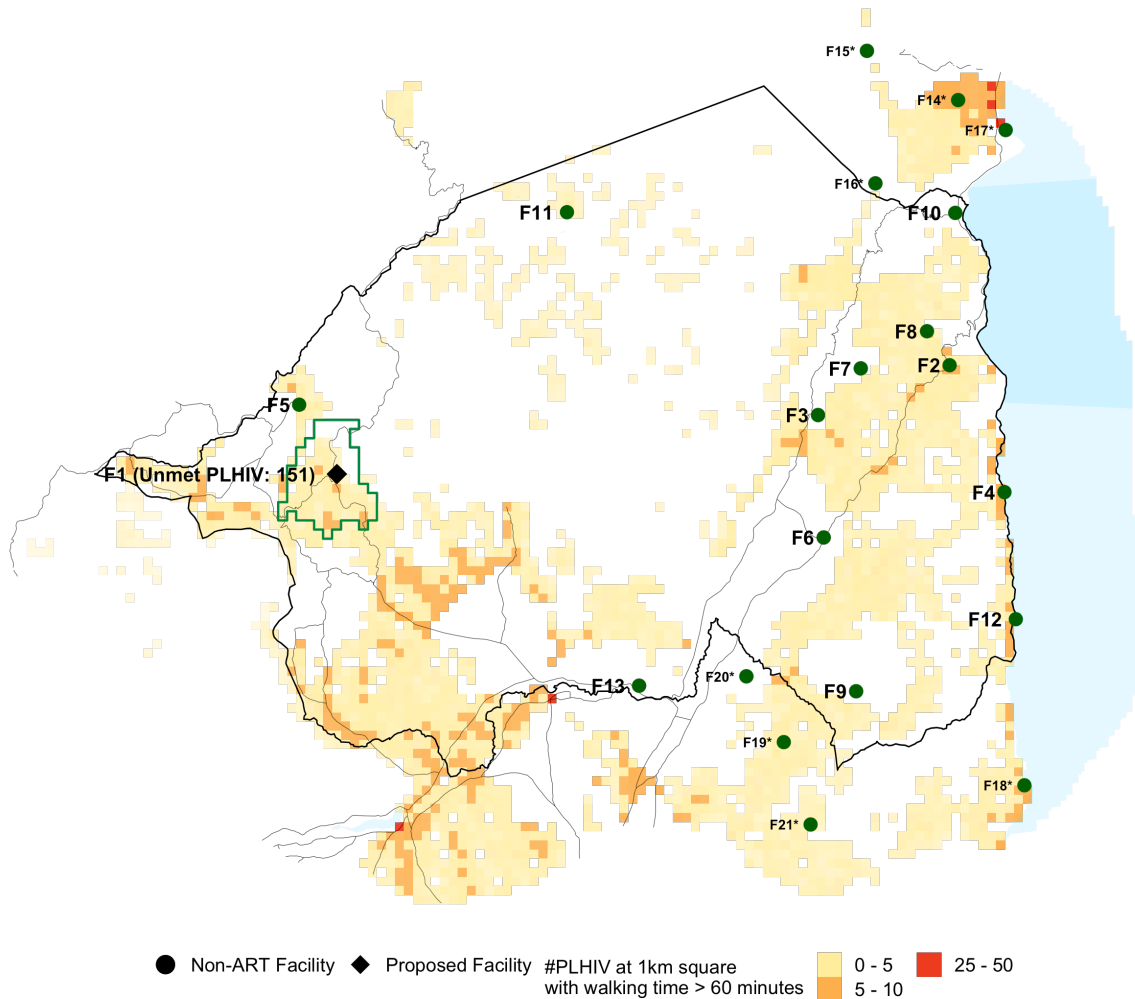 F15*
F14*
F17*
F16*
F11
F10
F8
F7
F2
F5
F3
F1 (Unmet PLHIV: 151)
F4
F6
F12
F20*
F13
F9
F19*
F18*
F21*
Non-ART Facility
Proposed Facility
#PLHIV at 1km square
with walking time > 60 minutes
0 - 5
25 - 50
5 - 10